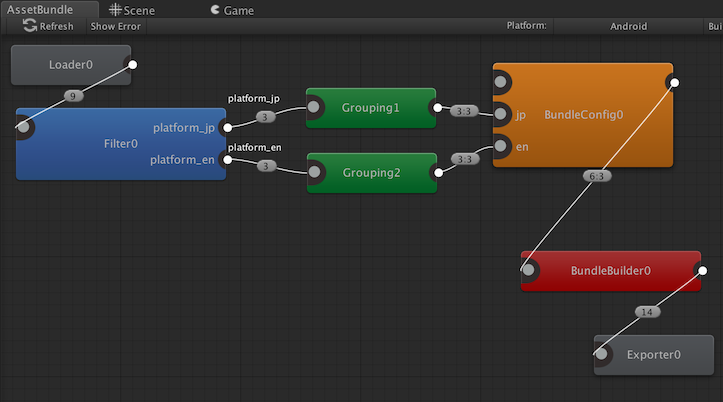 AssetBundle Scene Game
Refresh Show Error Platform: Android Bui
Loader0
9
platform_jp
platform_jp
3
Grouping1
3:3
BundleConfig0
jp
Filter0
platform_en
platform_en
3
Grouping2
3:3
en
6:3
BundleBuilder0
14
Exporter0